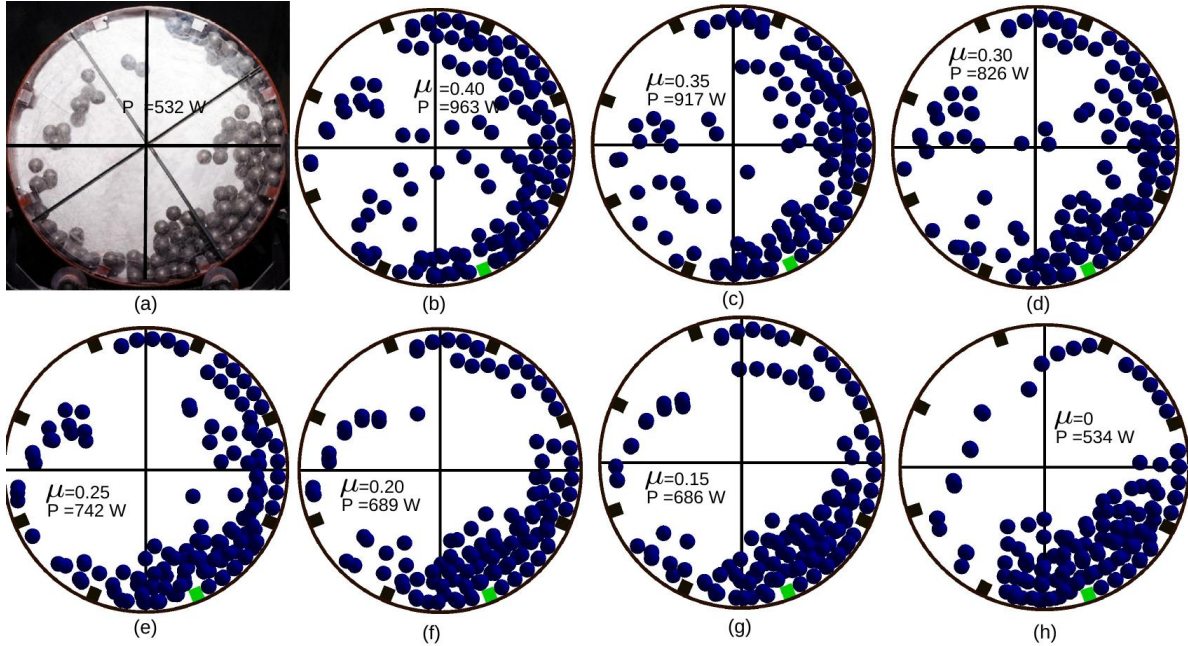 P =532 W
μ =0.40
P =963 W
μ=0.35
P =917 W
μ=0.30
P =826 W
(a)
(b)
(c)
(d)
μ=0.25
P =742 W
μ=0.20
P =689 W
μ=0.15
P =686 W
μ=0
P =534 W
(e)
(f)
(g)
(h)